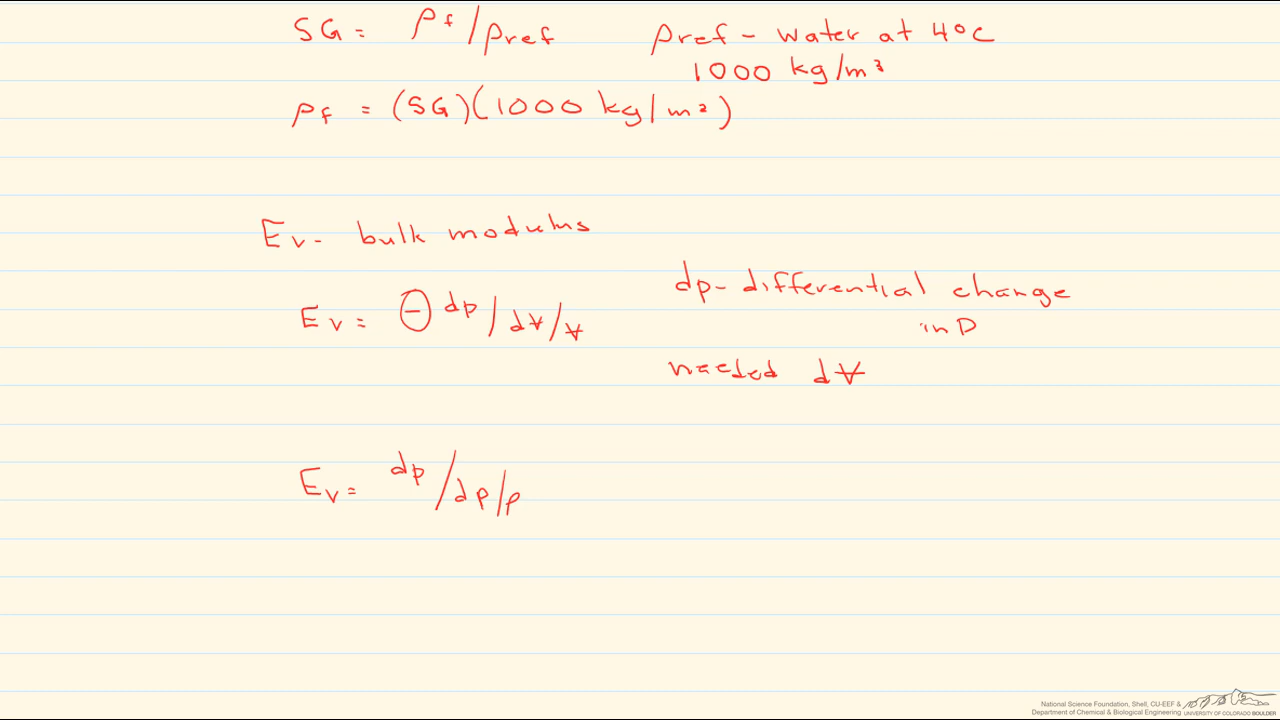 SG = ρf/ρref ρref - water at 4°C
1000 kg/m³
ρf = (SG)(1000 kg/m³)
Ev - bulk modulus
dp - differential change
Ev = ⊖ dp/dV̶/V̶
in P
needed dV̶
Ev = dp/dρ/ρ
National Science Foundation, Shell, CU-EEF &
Department of Chemical & Biological Engineering UNIVERSITY OF COLORADO BOULDER